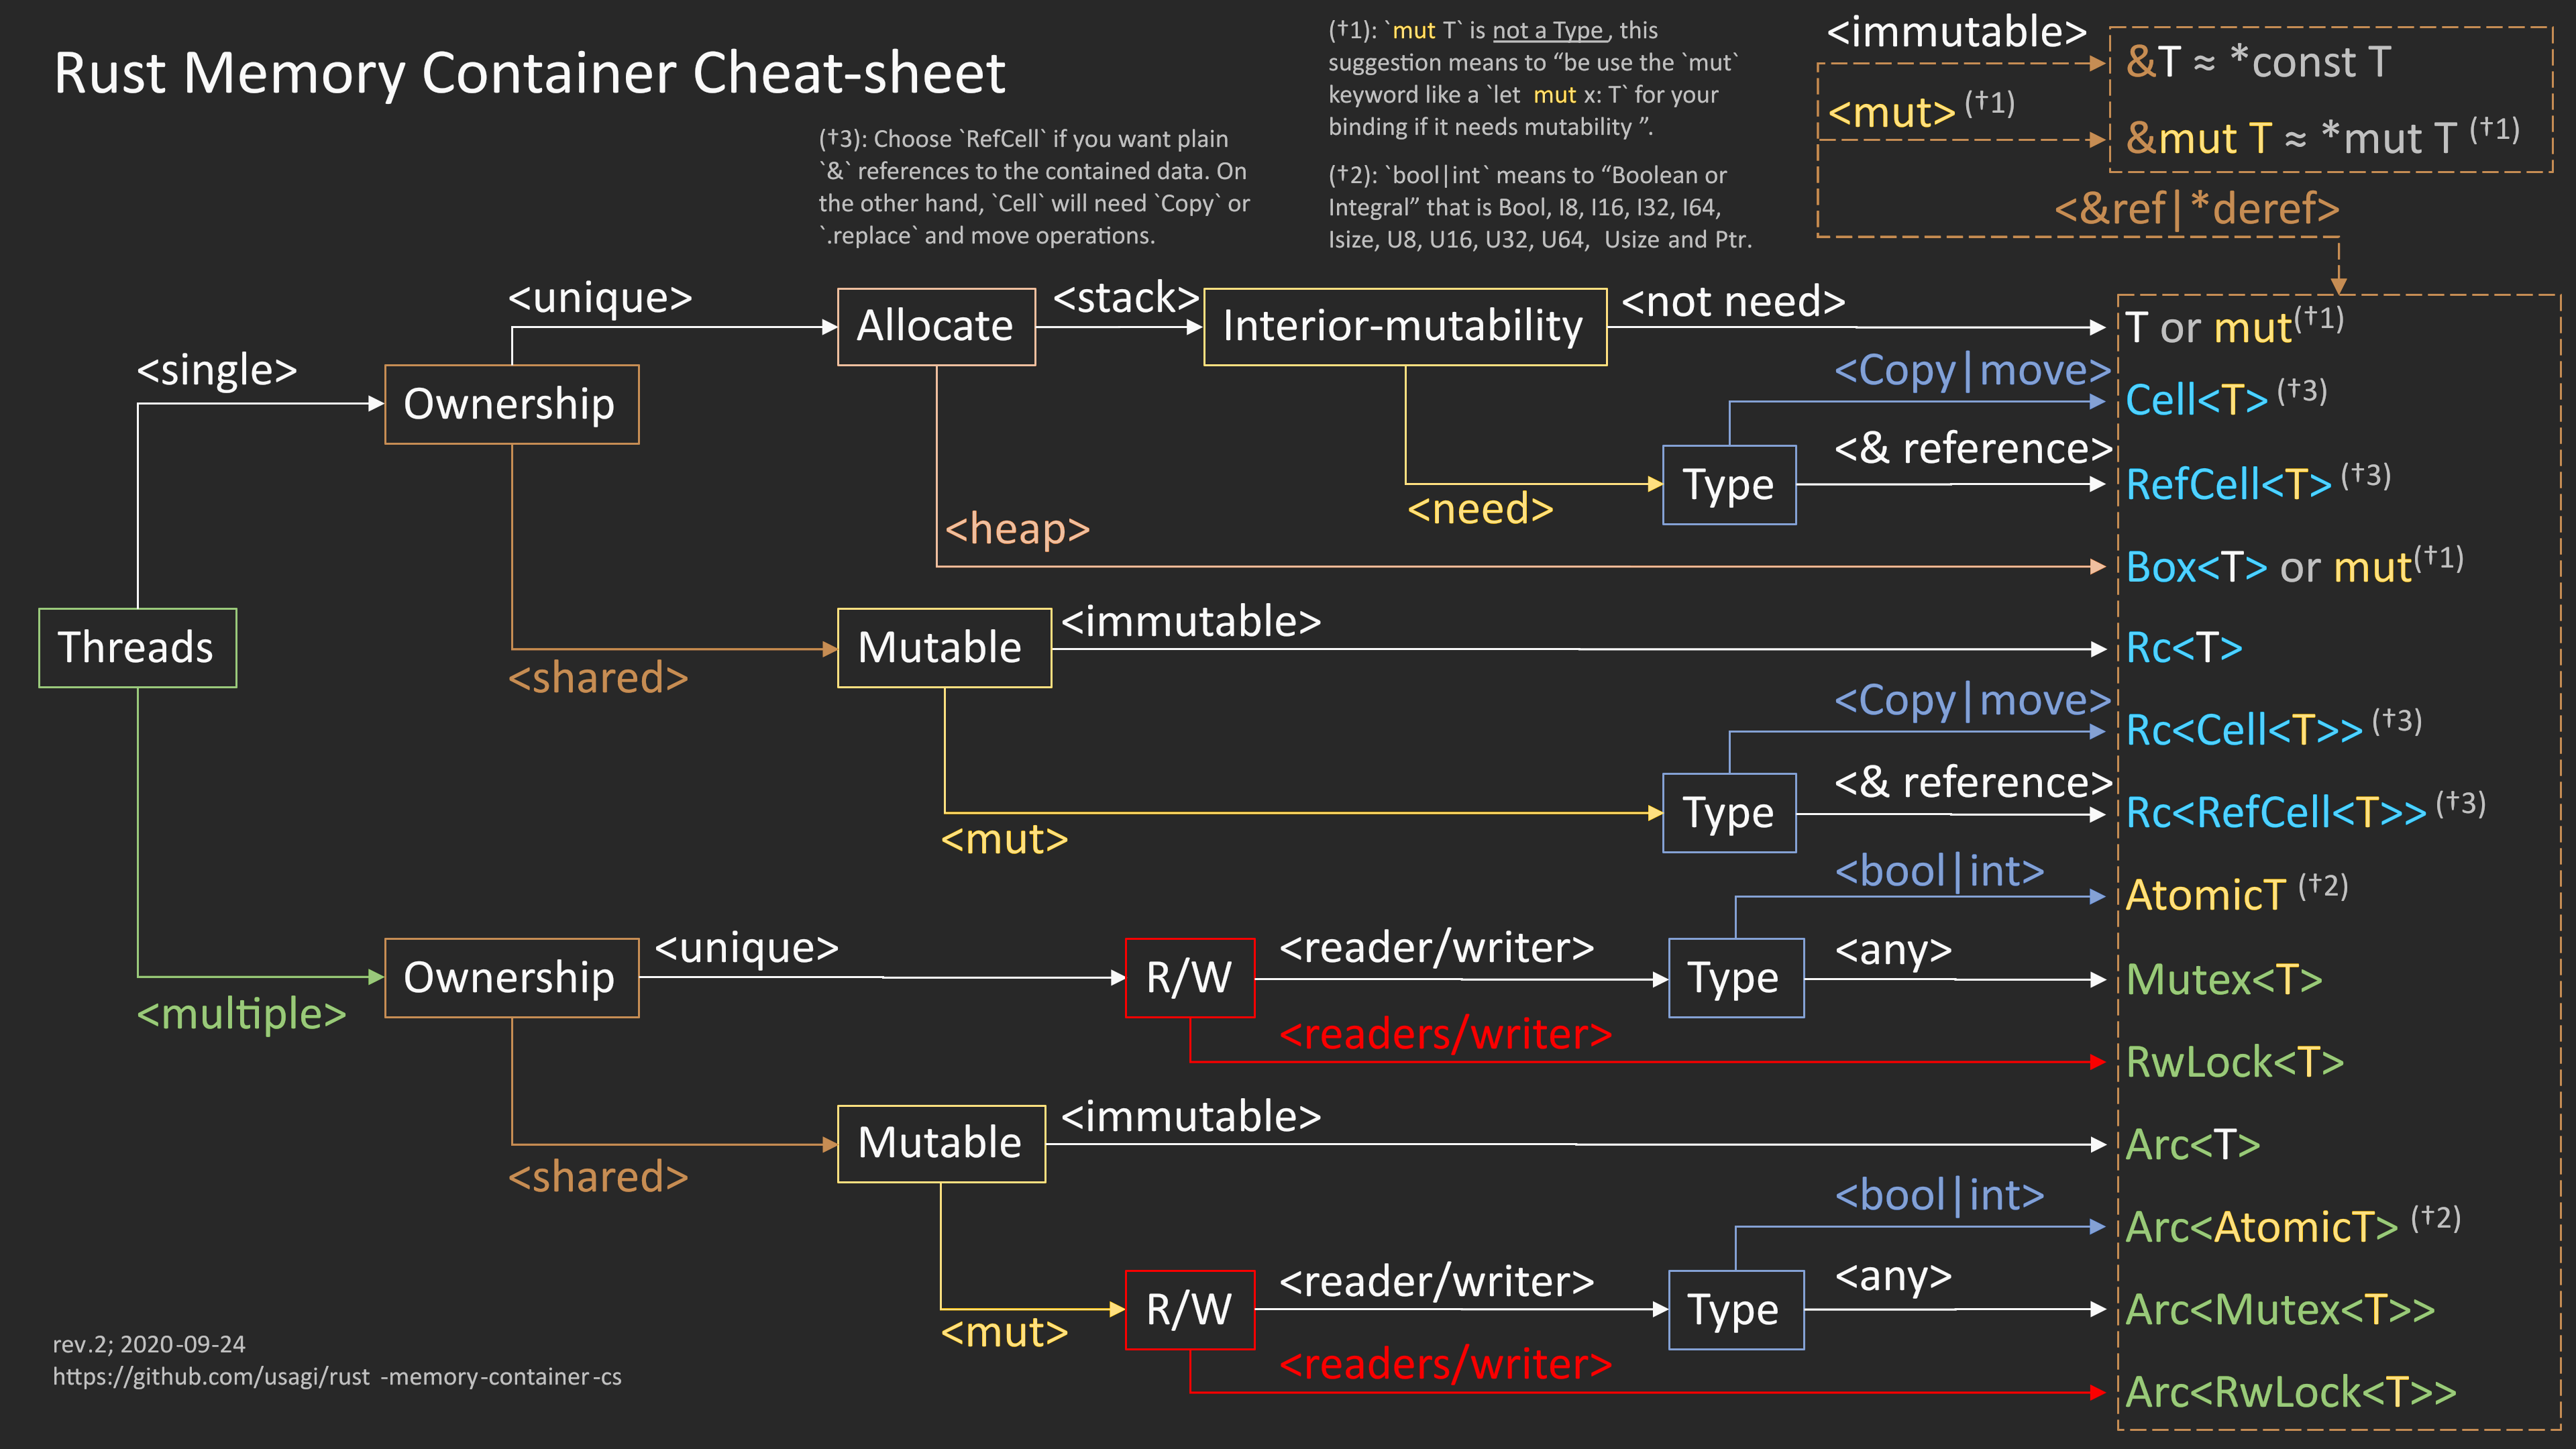 Rust Memory Container Cheat-sheet
(†3): Choose `RefCell` if you want plain
`&` references to the contained data. On
the other hand, `Cell` will need `Copy` or
`.replace` and move operations.
(†1): `mut T` is not a Type , this
suggestion means to “be use the `mut`
keyword like a `let mut x: T` for your
binding if it needs mutability ”.
(†2): `bool|int` means to “Boolean or
Integral” that is Bool, I8, I16, I32, I64,
Isize, U8, U16, U32, U64, Usize and Ptr.
<immutable>
&T ≈ *const T
<mut> (†1)
&mut T ≈ *mut T (†1)
<&ref|*deref>
<unique>
Allocate
<stack>
Interior-mutability
<not need>
T or mut(†1)
<single>
Ownership
<Copy|move>
Cell<T> (†3)
<& reference>
Type
RefCell<T> (†3)
<need>
<heap>
Box<T> or mut(†1)
Threads
<shared>
Mutable
<immutable>
Rc<T>
<Copy|move>
Rc<Cell<T>> (†3)
<& reference>
Type
Rc<RefCell<T>> (†3)
<mut>
<bool|int>
AtomicT (†2)
<multiple>
Ownership
<unique>
R/W
<reader/writer>
Type
<any>
Mutex<T>
<readers/writer>
RwLock<T>
<shared>
Mutable
<immutable>
Arc<T>
<bool|int>
Arc<AtomicT> (†2)
<mut>
R/W
<reader/writer>
Type
<any>
Arc<Mutex<T>>
<readers/writer>
Arc<RwLock<T>>
rev.2; 2020-09-24
https://github.com/usagi/rust -memory-container-cs